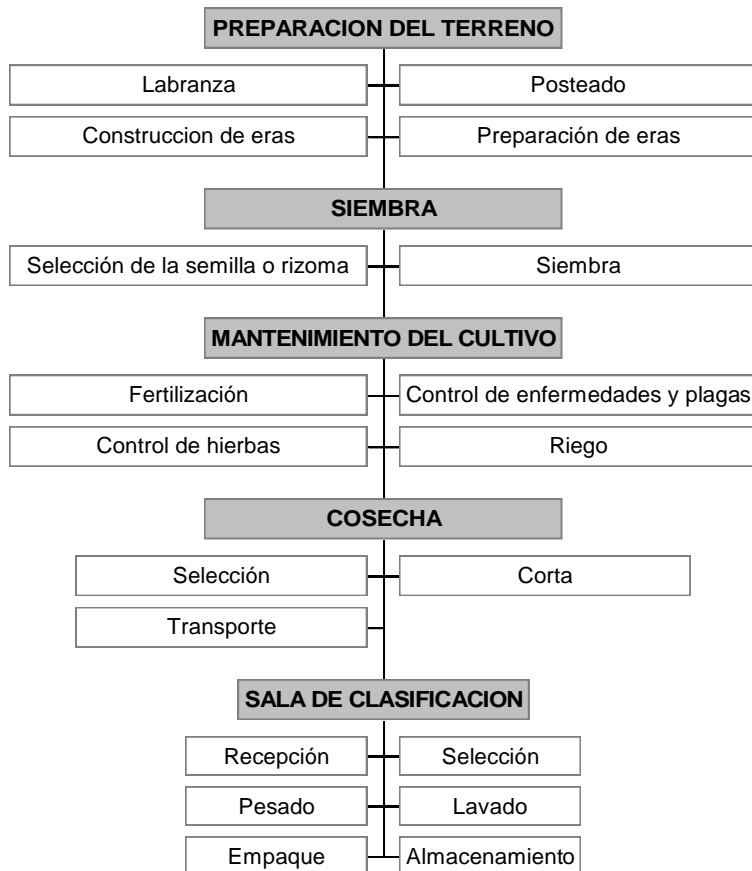 PREPARACION DEL TERRENO
Labranza
Posteado
Construccion de eras
Preparación de eras
SIEMBRA
Selección de la semilla o rizoma
Siembra
MANTENIMIENTO DEL CULTIVO
Fertilización
Control de enfermedades y plagas
Control de hierbas
Riego
COSECHA
Selección
Corta
Transporte
SALA DE CLASIFICACION
Recepción
Selección
Pesado
Lavado
Empaque
Almacenamiento